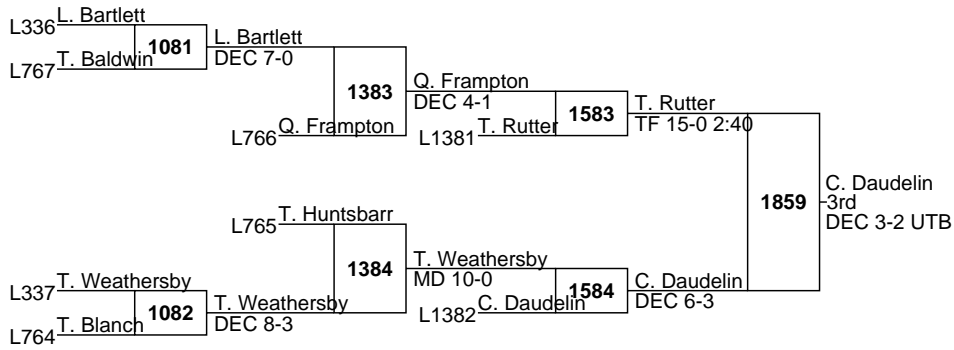 L336 L. Bartlett
1081
L767 T. Baldwin
L. Bartlett
DEC 7-0
1383
L766 Q. Frampton
Q. Frampton
DEC 4-1
1583
L1381 T. Rutter
T. Rutter
TF 15-0 2:40
1859
C. Daudelin
3rd
DEC 3-2 UTB
L765 T. Huntsbarr
1384
L337 T. Weathersby
1082
L764 T. Blanch
T. Weathersby
DEC 8-3
T. Weathersby
MD 10-0
1584
L1382 C. Daudelin
C. Daudelin
DEC 6-3